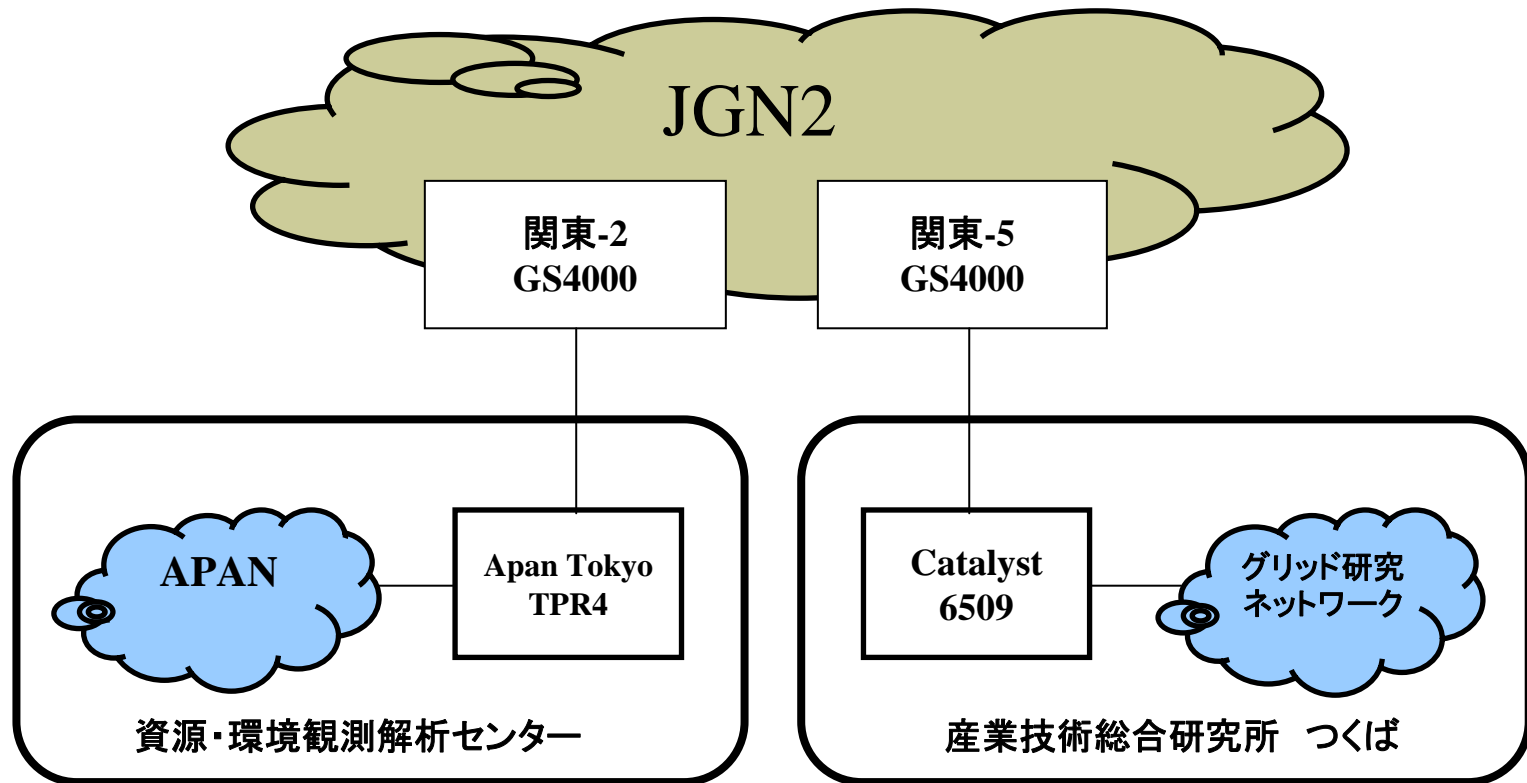 JGN2
関東-2
GS4000
関東-5
GS4000
APAN
Apan Tokyo
TPR4
資源・環境観測解析センター
Catalyst
6509
グリッド研究
ネットワーク
産業技術総合研究所　つくば